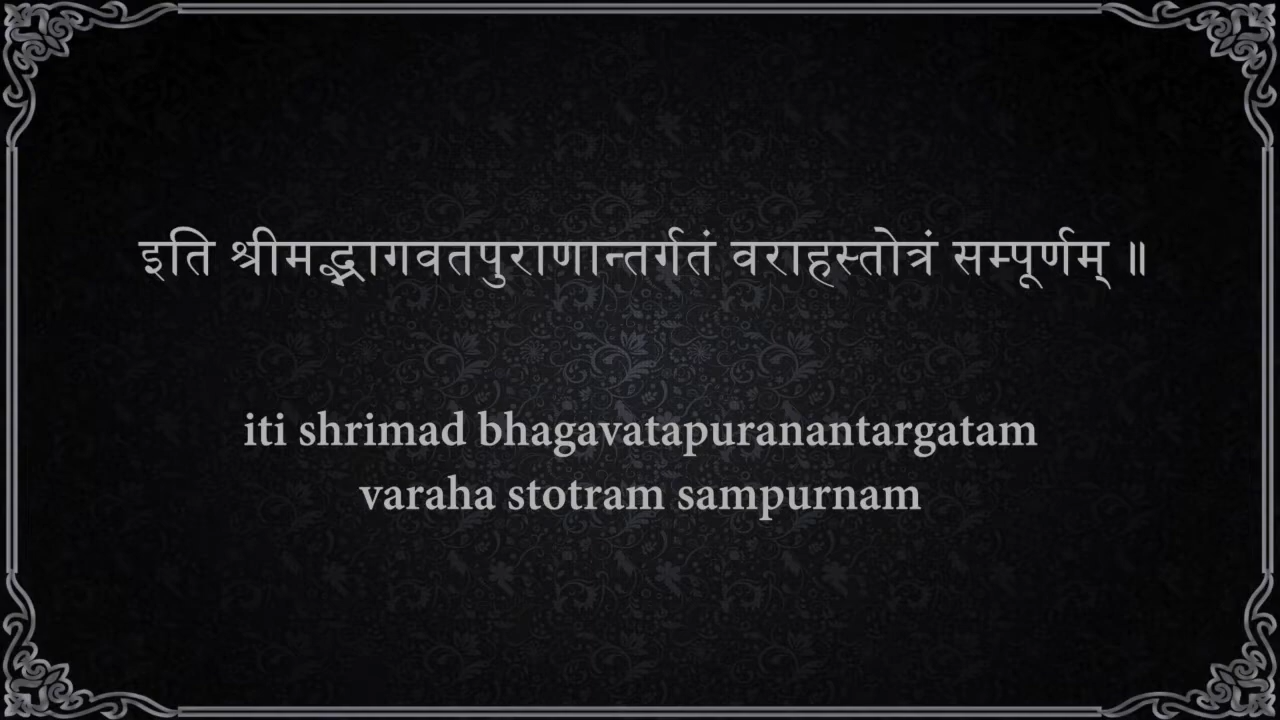 इति श्रीमद्भागवतपुराणान्तर्गतं वराहस्तोत्रं सम्पूर्णम् ॥
iti shrimad bhagavatapuranantargatam
varaha stotram sampurnam